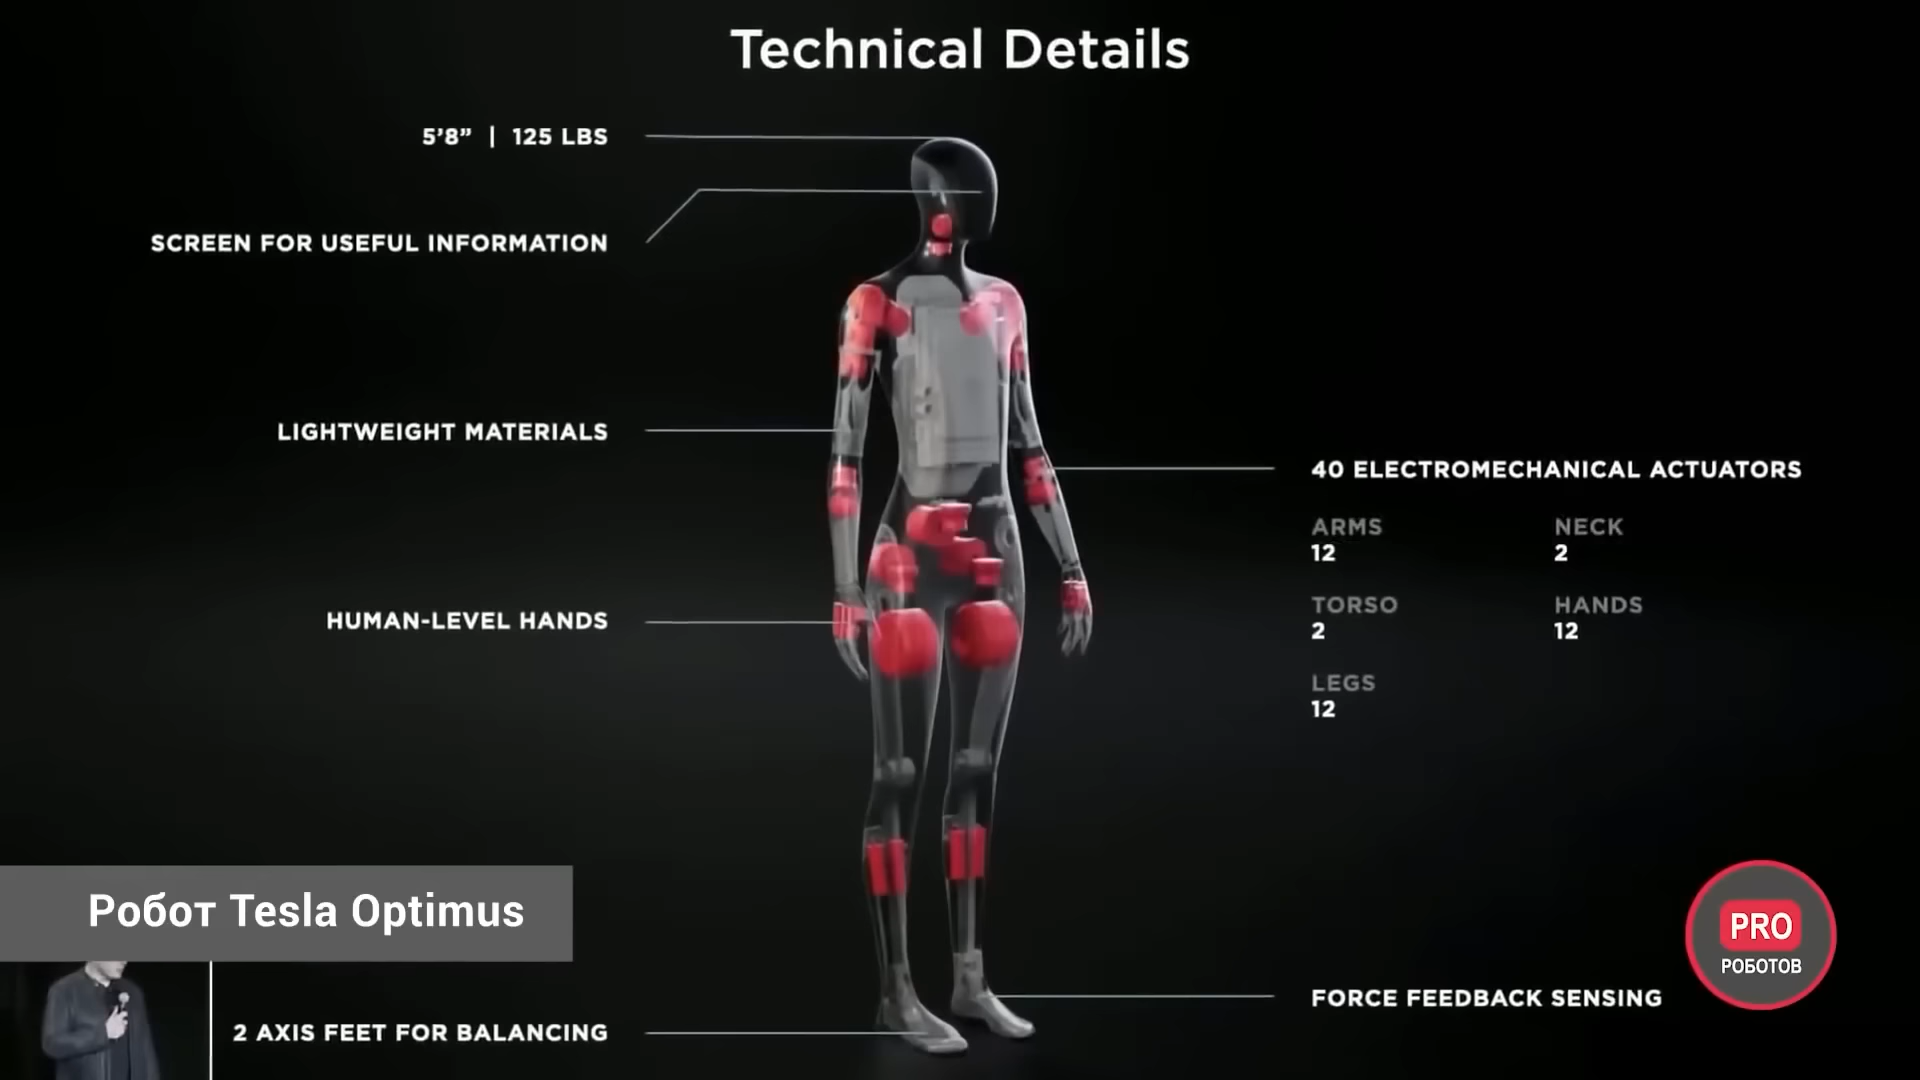 Technical Details
5’8” | 125 LBS
SCREEN FOR USEFUL INFORMATION
LIGHTWEIGHT MATERIALS
HUMAN-LEVEL HANDS
40 ELECTROMECHANICAL ACTUATORS
ARMS NECK
12 2
TORSO HANDS
2 12
LEGS
12
Робот Tesla Optimus
PRO
РОБОТОВ
FORCE FEEDBACK SENSING
2 AXIS FEET FOR BALANCING